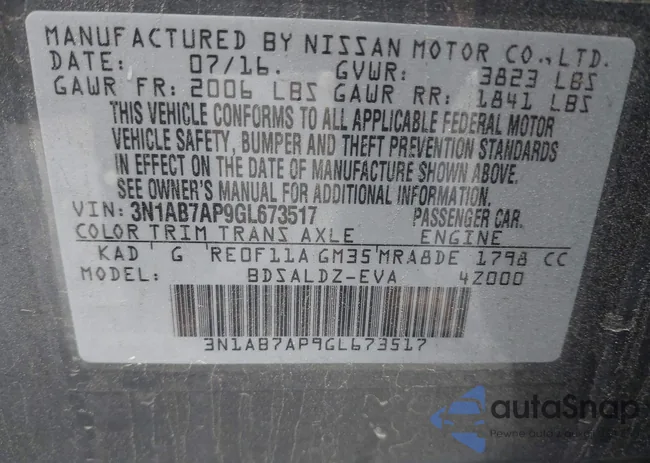 MANUFACTURED BY NISSAN MOTOR CO.,LTD.
DATE: 07/16. GVWR: 3823 LBS
GAWR FR: 2006 LBS GAWR RR: 1841 LBS
THIS VEHICLE CONFORMS TO ALL APPLICABLE FEDERAL MOTOR
VEHICLE SAFETY, BUMPER AND THEFT PREVENTION STANDARDS
IN EFFECT ON THE DATE OF MANUFACTURE SHOWN ABOVE.
SEE OWNER'S MANUAL FOR ADDITIONAL INFORMATION.
VIN: 3N1AB7AP9GL673517 PASSENGER CAR.
COLOR TRIM TRANS AXLE ENGINE
KAD G RE0F11A GM35 MRA8DE 1798 CC
MODEL: BDSALDZ-EVA 4Z000
3N1AB7AP9GL673517
autoSnap
Pewne auto w